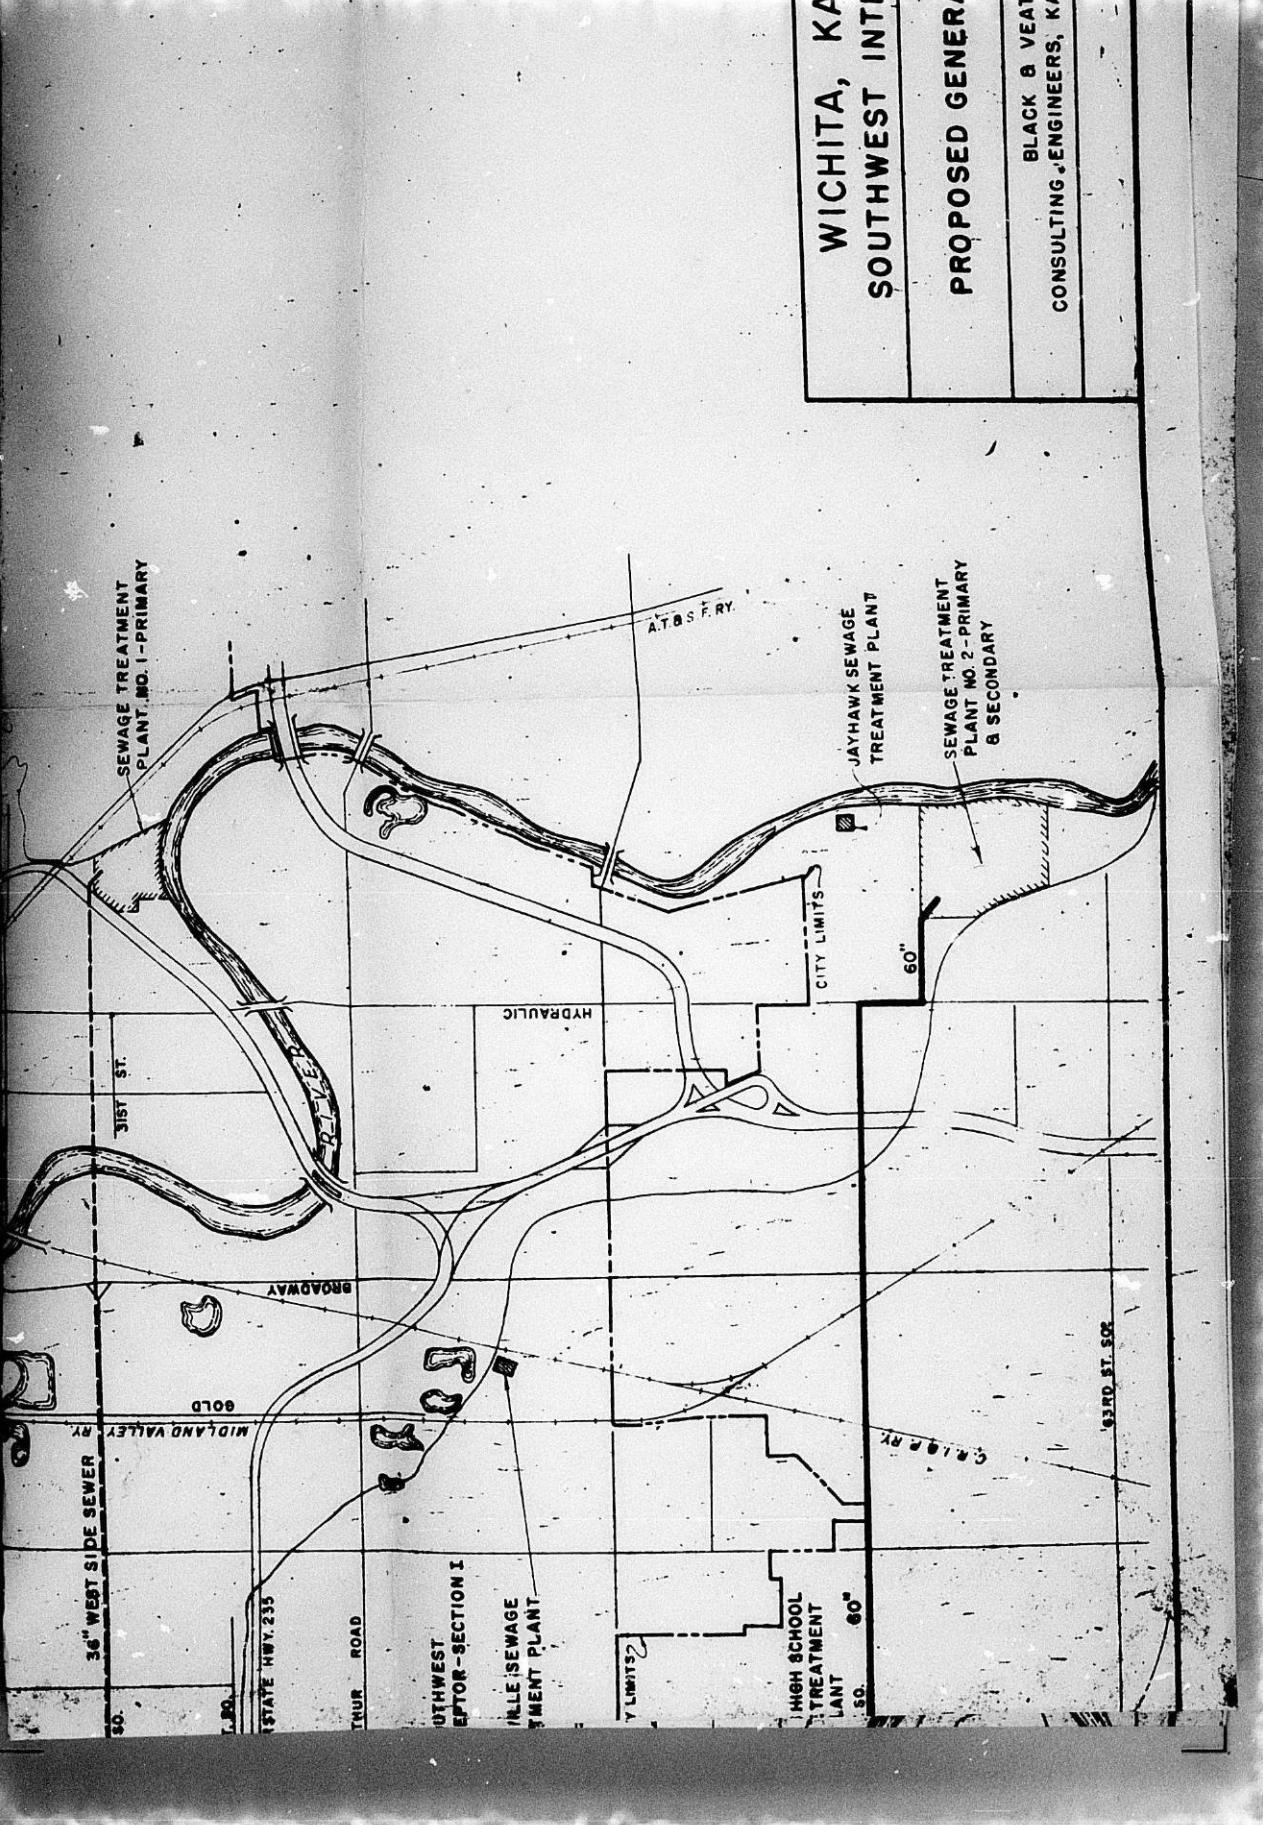 WICHITA, KA
SOUTHWEST INT
PROPOSED GENERA
BLACK & VEAT
CONSULTING ENGINEERS, KA
SEWAGE TREATMENT
PLANT NO. 1-PRIMARY
A.T.& S.F. RY.
JAYHAWK SEWAGE
TREATMENT PLANT
SEWAGE TREATMENT
PLANT NO. 2-PRIMARY
& SECONDARY
CITY LIMITS
60"
HYDRAULIC
31ST ST.
RIVER
BROADWAY
GOLD
MIDLAND VALLEY RY.
C.R.I.& P. RY.
63RD ST. SO.
36" WEST SIDE SEWER
SO.
STATE HWY. 235
THUR ROAD
UTHWEST
EPTOR-SECTION I
ILLE SEWAGE
TMENT PLANT
Y LIMITS
HIGH SCHOOL
TREATMENT
LANT
60"
SO.